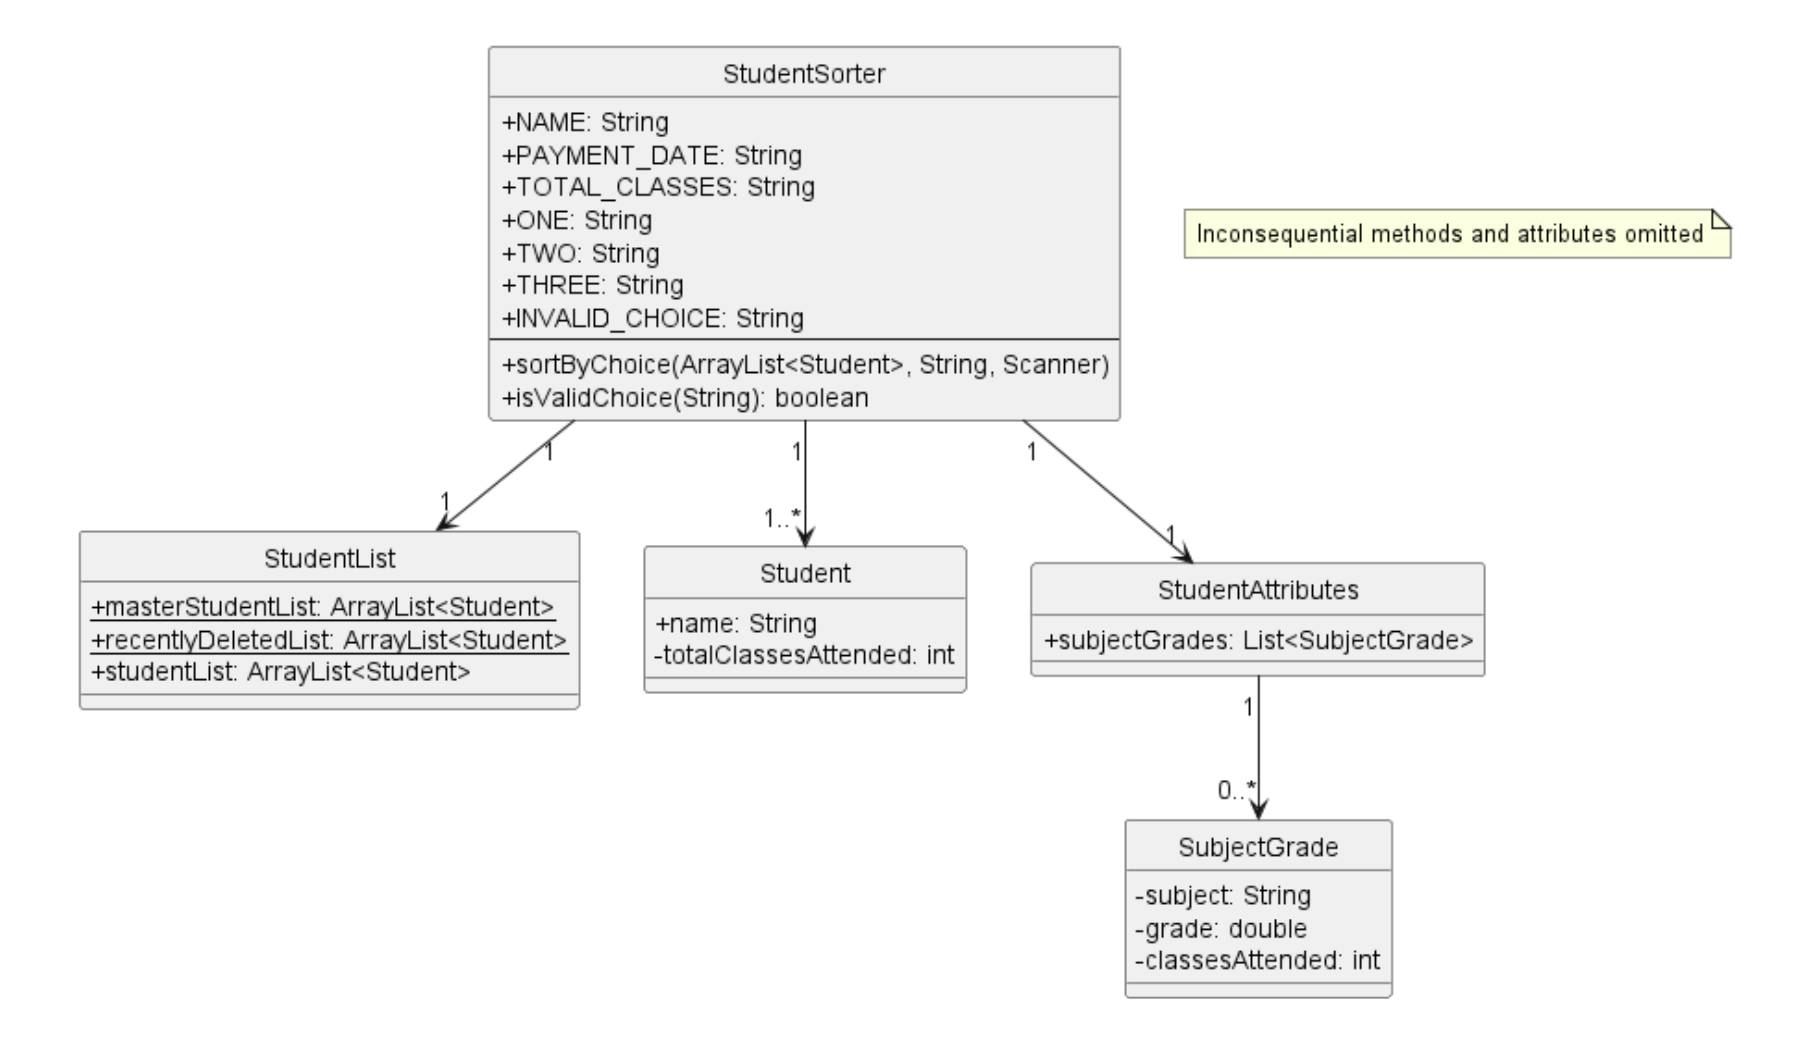 StudentSorter
+NAME: String
+PAYMENT_DATE: String
+TOTAL_CLASSES: String
+ONE: String
+TWO: String
+THREE: String
+INVALID_CHOICE: String
+sortByChoice(ArrayList<Student>, String, Scanner)
+isValidChoice(String): boolean
Inconsequential methods and attributes omitted
1
1
1
1
1..*
1
StudentList
+masterStudentList: ArrayList<Student>
+recentlyDeletedList: ArrayList<Student>
+studentList: ArrayList<Student>
Student
+name: String
-totalClassesAttended: int
StudentAttributes
+subjectGrades: List<SubjectGrade>
1
0..*
SubjectGrade
-subject: String
-grade: double
-classesAttended: int